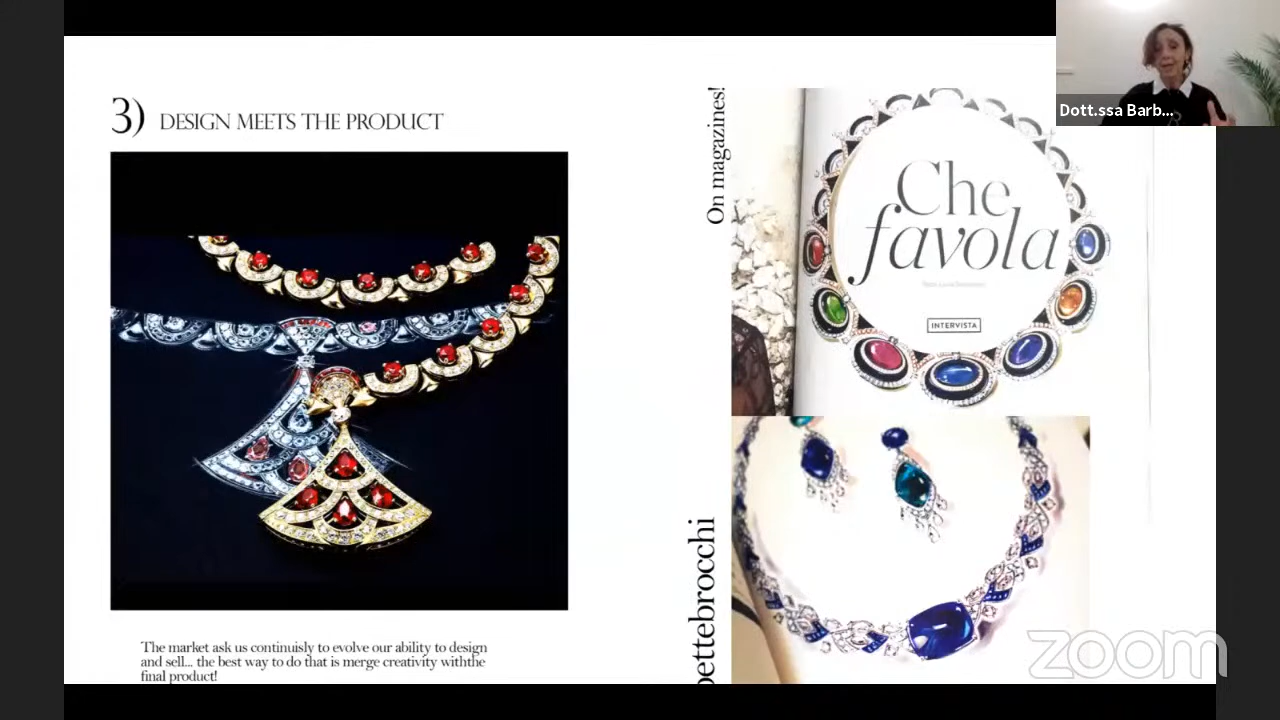 3) DESIGN MEETS THE PRODUCT
The market ask us continuisly to evolve our ability to design
and sell... the best way to do that is merge creativity withthe
final product!
On magazines!
ettebrocchi
Che
favola
INTERVISTA
Dott.ssa Barb...
zoom